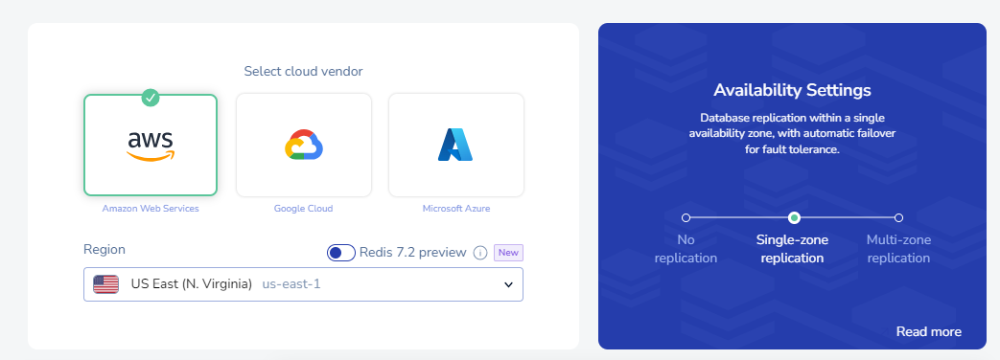 Select cloud vendor
aws
Amazon Web Services
Google Cloud
Microsoft Azure
Region
Redis 7.2 preview
New
US East (N. Virginia) us-east-1
Availability Settings
Database replication within a single
availability zone, with automatic failover
for fault tolerance.
No
replication
Single-zone
replication
Multi-zone
replication
Read more